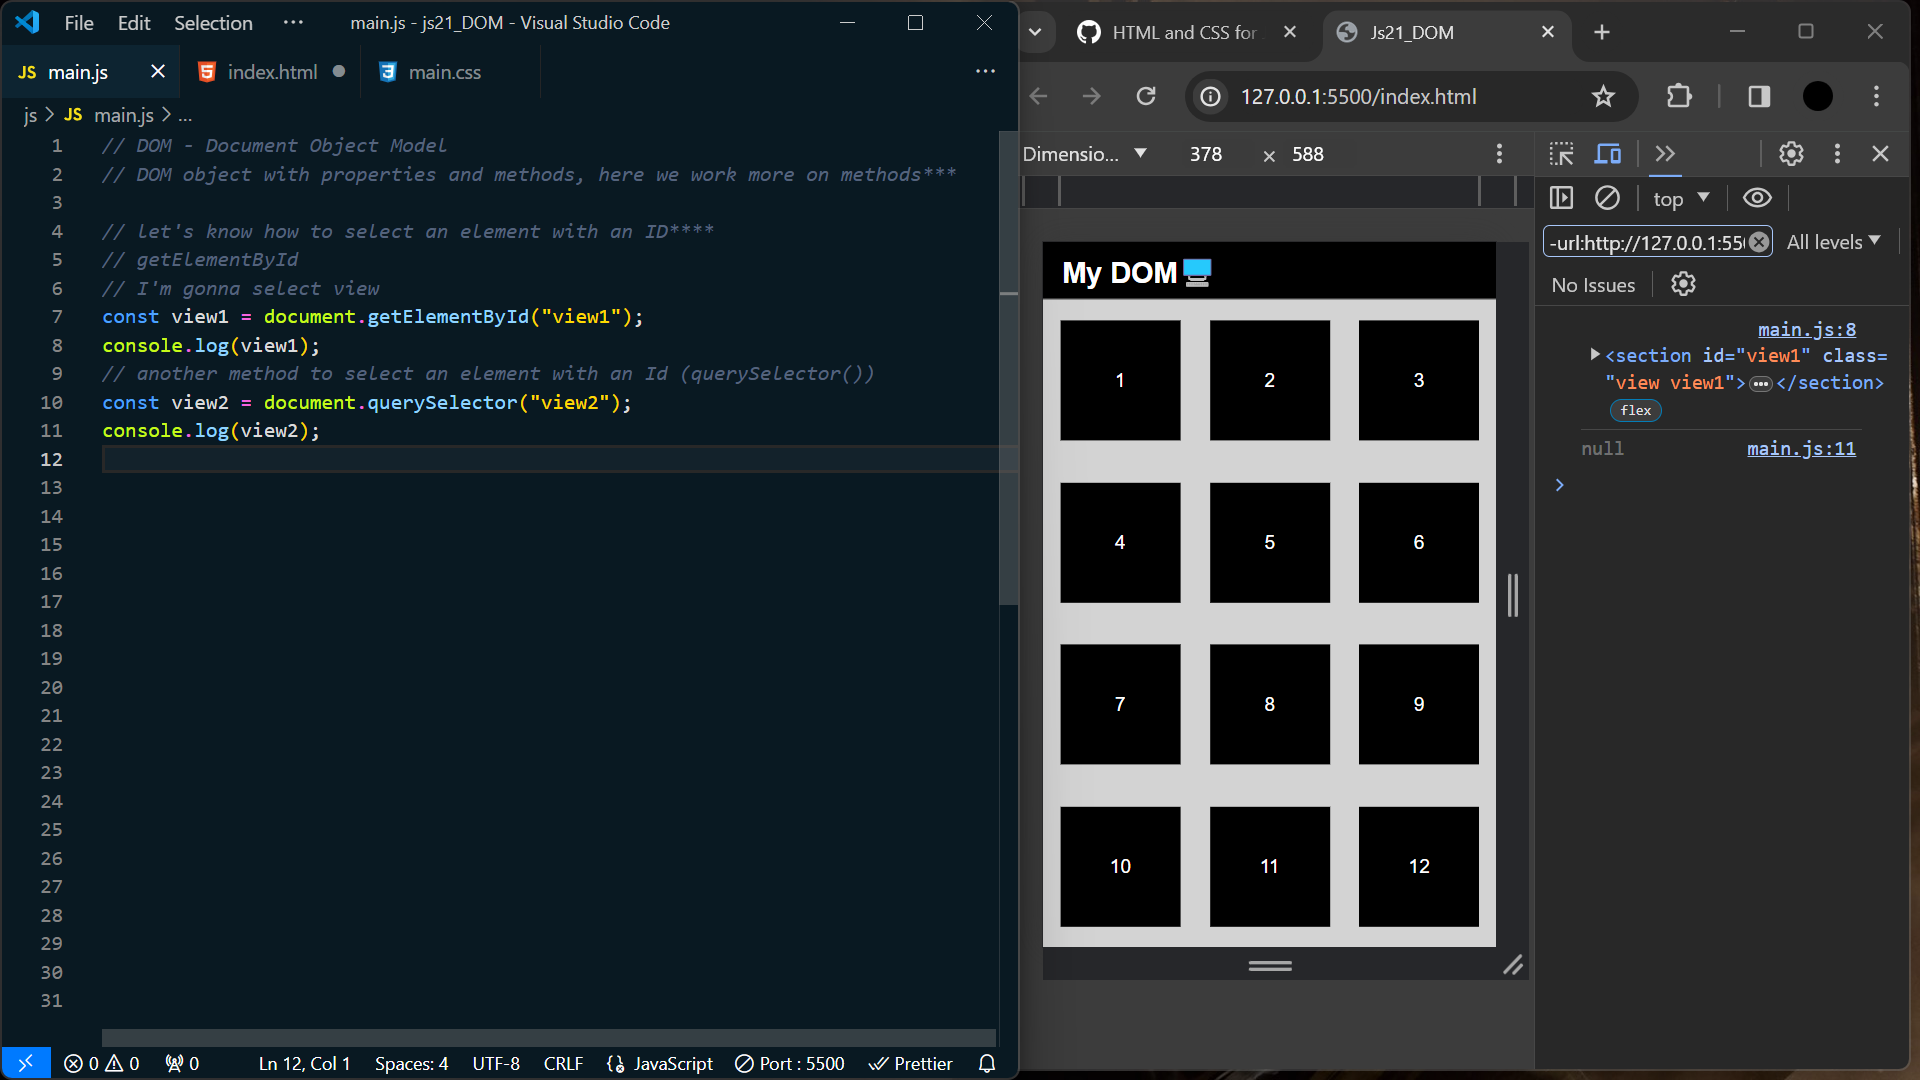 File Edit Selection ··· main.js - js21_DOM - Visual Studio Code
JS main.js index.html main.css ···
js > JS main.js > ...
1 // DOM - Document Object Model
2 // DOM object with properties and methods, here we work more on methods***
3
4 // let's know how to select an element with an ID****
5 // getElementById
6 // I'm gonna select view
7 const view1 = document.getElementById("view1");
8 console.log(view1);
9 // another method to select an element with an Id (querySelector())
10 const view2 = document.querySelector("view2");
11 console.log(view2);
12
13
14
15
16
17
18
19
20
21
22
23
24
25
26
27
28
29
30
31
0 0 0 Ln 12, Col 1 Spaces: 4 UTF-8 CRLF JavaScript Port : 5500 Prettier
HTML and CSS for Js21_DOM
127.0.0.1:5500/index.html
Dimensio... 378 × 588
My DOM
1 2 3
4 5 6
7 8 9
10 11 12
top
-url:http://127.0.0.1:550 All levels
No Issues
main.js:8
<section id="view1" class=
"view view1">…</section>
flex
null main.js:11